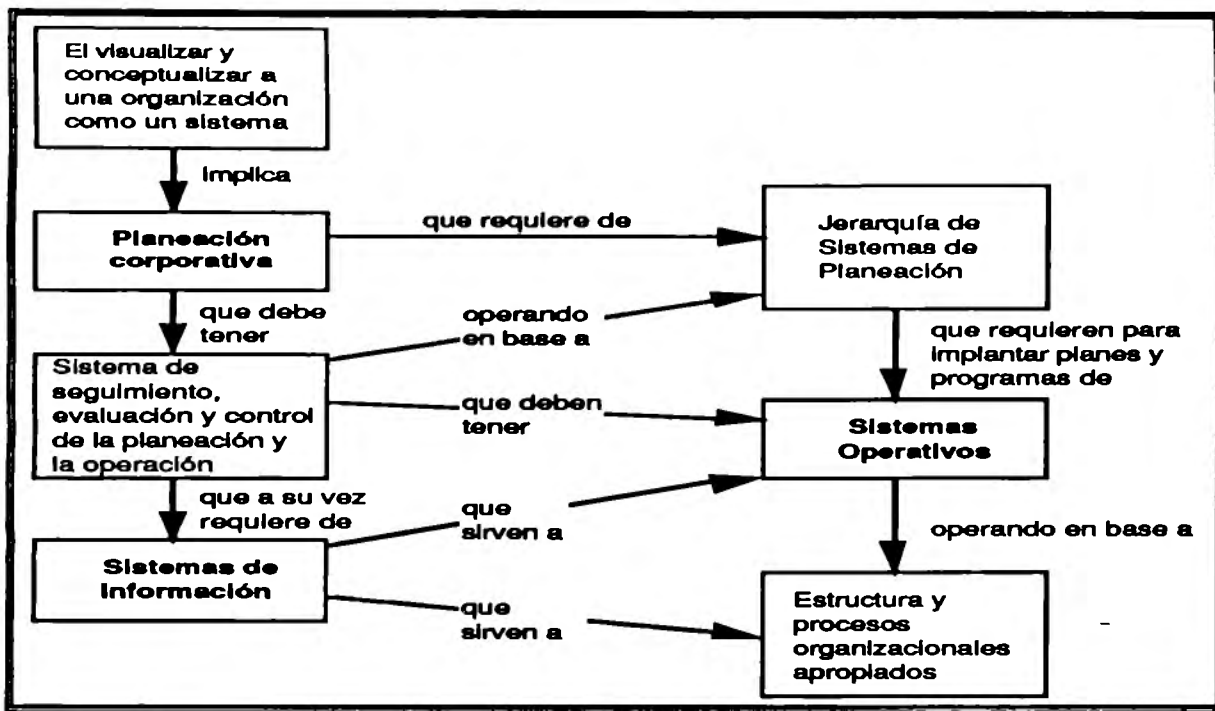 El visualizar y
conceptualizar a
una organización
como un sistema
implica
Planeación
corporativa
que requiere de
Jerarquía de
Sistemas de
Planeación
que debe
tener
operando
en base a
que requieren para
implantar planes y
programas de
Sistema de
seguimiento,
evaluación y control
de la planeación y
la operación
que deben
tener
Sistemas
Operativos
que a su vez
requiere de
que
sirven a
operando en base a
Sistemas de
Información
que
sirven a
Estructura y
procesos
organizacionales
apropiados